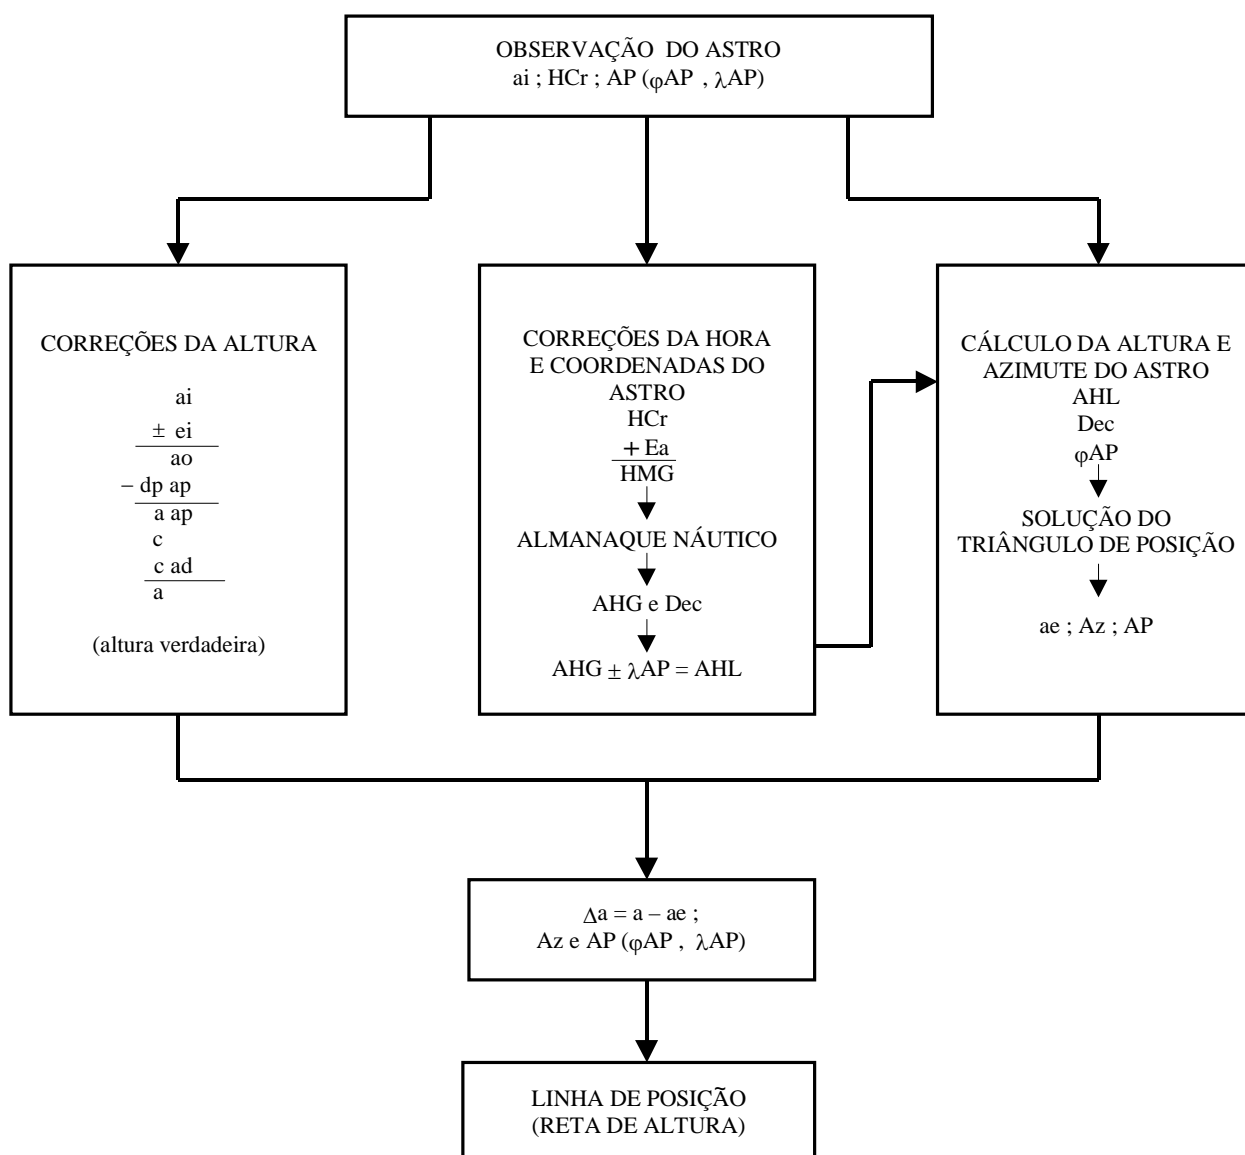 OBSERVAÇÃO DO ASTRO
ai ; HCr ; AP (φAP , λAP)
CORREÇÕES DA ALTURA
ai
± ei
ao
− dp ap
a ap
c
c ad
a
(altura verdadeira)
CORREÇÕES DA HORA
E COORDENADAS DO
ASTRO
HCr
+ Ea
HMG
ALMANAQUE NÁUTICO
AHG e Dec
AHG ± λAP = AHL
CÁLCULO DA ALTURA E
AZIMUTE DO ASTRO
AHL
Dec
φAP
SOLUÇÃO DO
TRIÂNGULO DE POSIÇÃO
ae ; Az ; AP
Δa = a – ae ;
Az e AP (φAP , λAP)
LINHA DE POSIÇÃO
(RETA DE ALTURA)